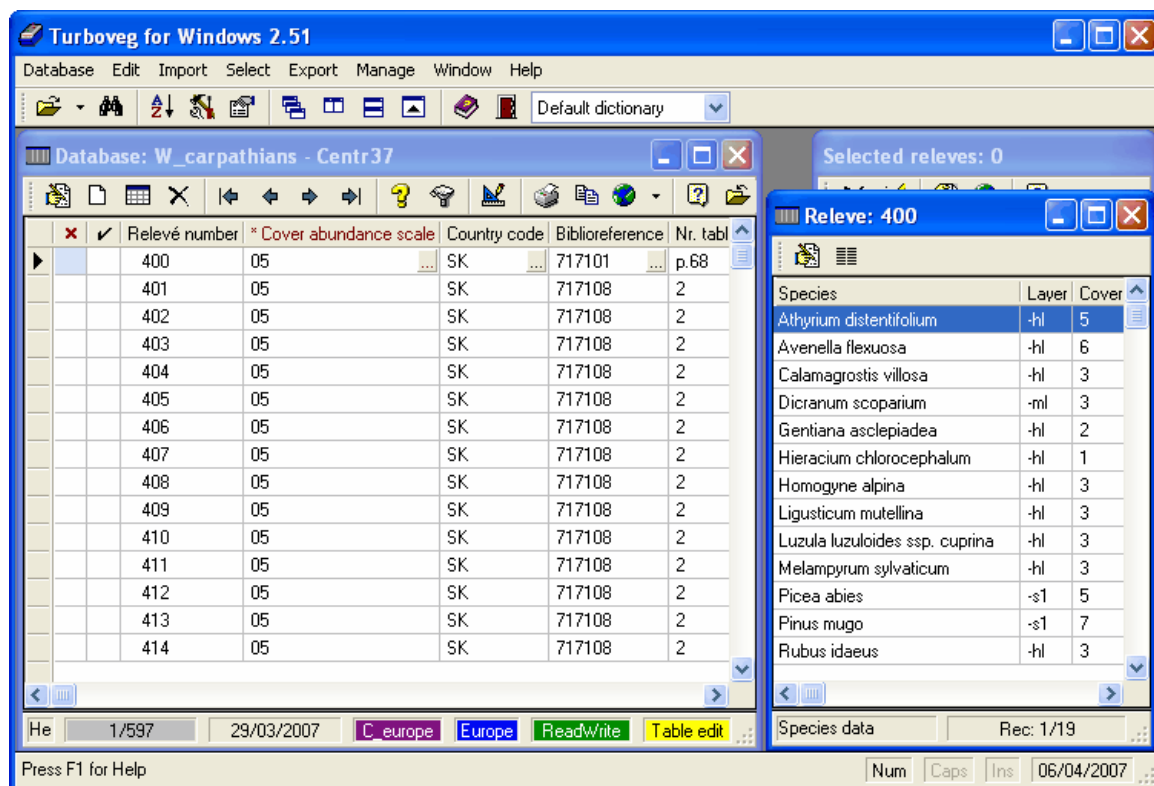 Turboveg for Windows 2.51
Database Edit Import Select Export Manage Window Help
Default dictionary
Database: W_carpathians - Centr37
Relevé number * Cover abundance scale Country code Biblioreference Nr. tabl
400 05 ... SK ... 717101 ... p.68
401 05 SK 717108 2
402 05 SK 717108 2
403 05 SK 717108 2
404 05 SK 717108 2
405 05 SK 717108 2
406 05 SK 717108 2
407 05 SK 717108 2
408 05 SK 717108 2
409 05 SK 717108 2
410 05 SK 717108 2
411 05 SK 717108 2
412 05 SK 717108 2
413 05 SK 717108 2
414 05 SK 717108 2
He 1/597 29/03/2007 C_europe Europe ReadWrite Table edit
Selected releves: 0
Releve: 400
Species Layer Cover
Athyrium distentifolium -hl 5
Avenella flexuosa -hl 6
Calamagrostis villosa -hl 3
Dicranum scoparium -ml 3
Gentiana asclepiadea -hl 2
Hieracium chlorocephalum -hl 1
Homogyne alpina -hl 3
Ligusticum mutellina -hl 3
Luzula luzuloides ssp. cuprina -hl 3
Melampyrum sylvaticum -hl 3
Picea abies -s1 5
Pinus mugo -s1 7
Rubus idaeus -hl 3
Species data Rec: 1/19
Press F1 for Help Num Caps Ins 06/04/2007